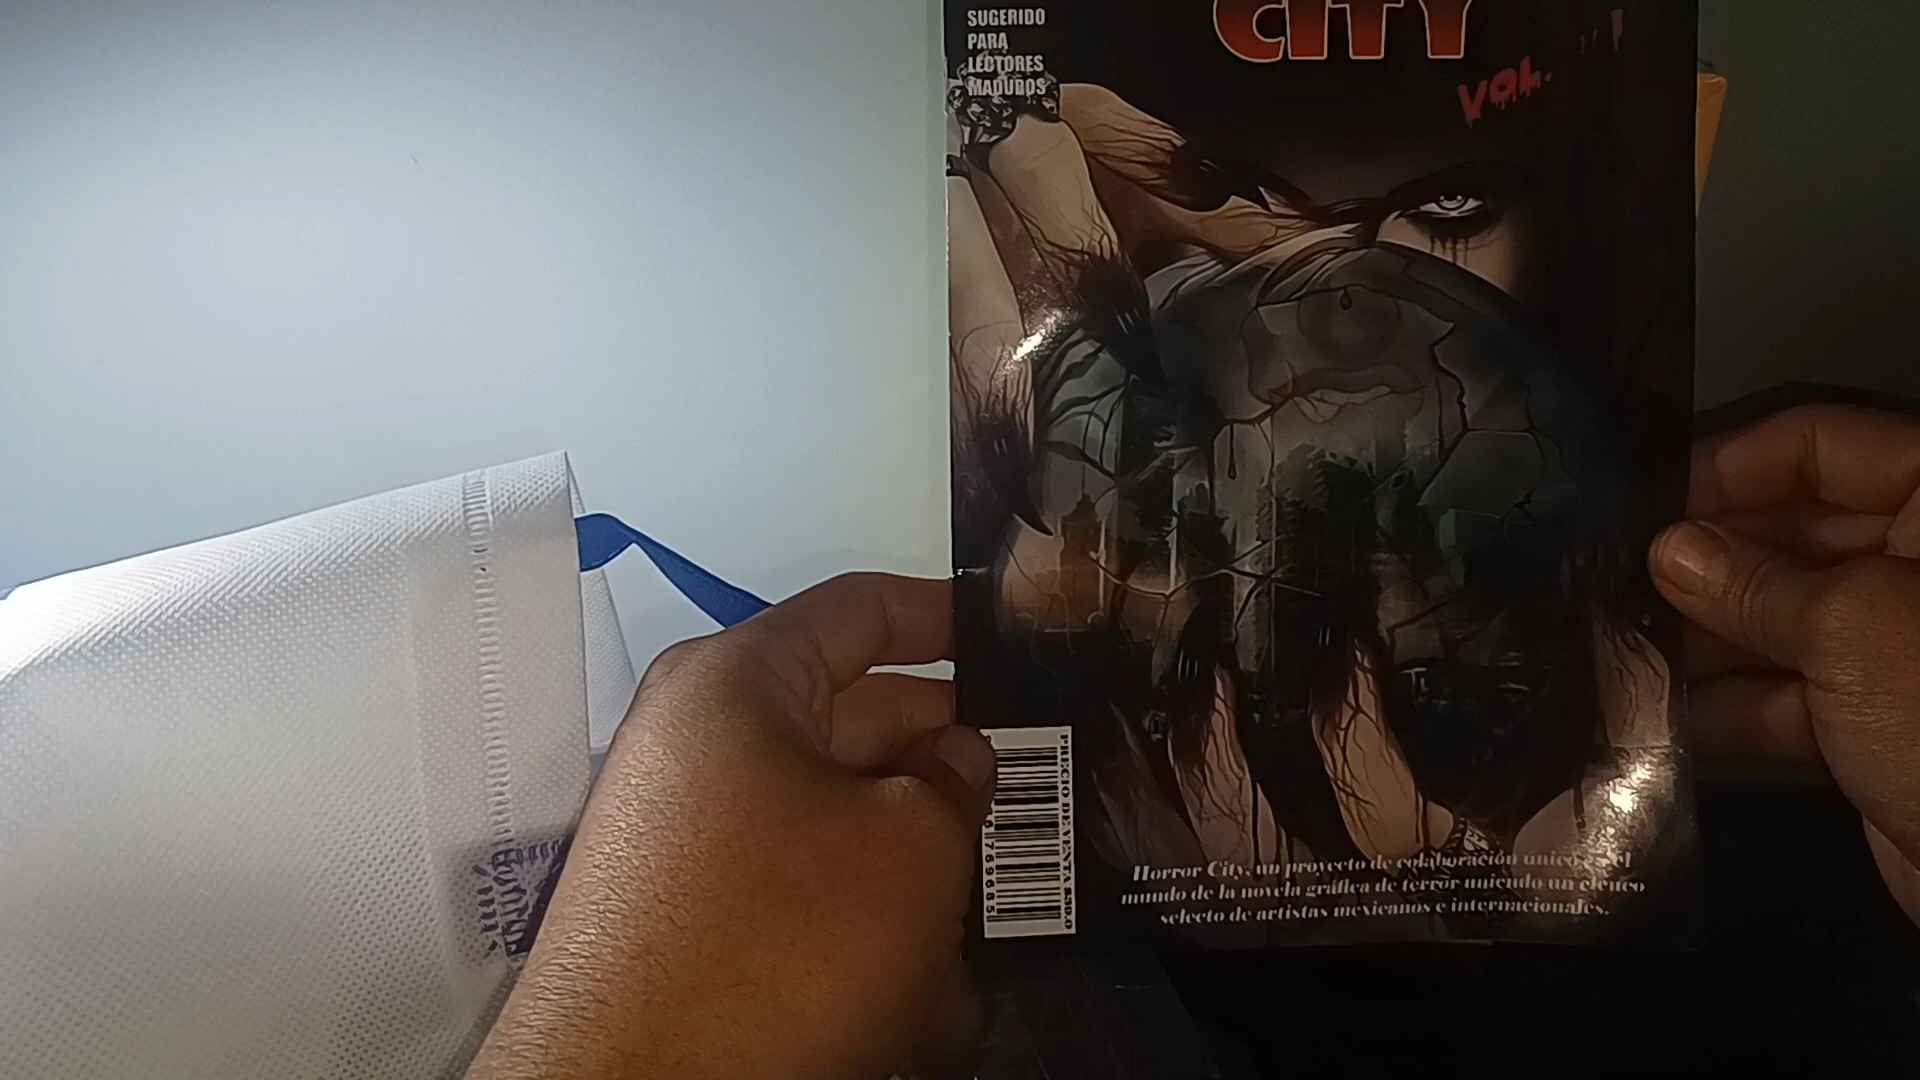 SUGERIDO
PARA
LECTORES
MADUROS
CITY
VOL.
Horror City, un proyecto de colaboración único en el
mundo de la novela gráfica de terror uniendo un elenco
selecto de artistas mexicanos e internacionales.
PRECIO DE VENTA